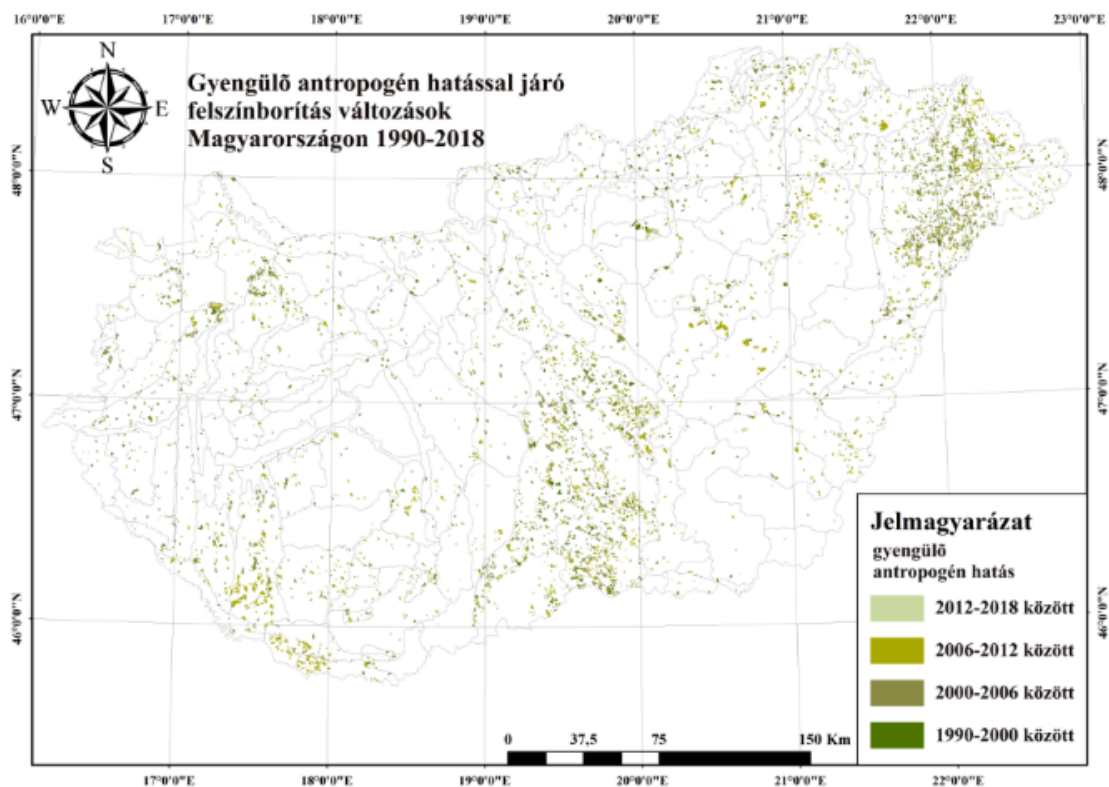 16°0'0"E 17°0'0"E 18°0'0"E 19°0'0"E 20°0'0"E 21°0'0"E 22°0'0"E 23°0'0"E
N
W E
S
Gyengülõ antropogén hatással járó
felszínborítás változások
Magyarországon 1990-2018
48°0'0"N
48°0'0"N
47°0'0"N
47°0'0"N
46°0'0"N
46°0'0"N
Jelmagyarázat
gyengülõ
antropogén hatás
2012-2018 között
2006-2012 között
2000-2006 között
1990-2000 között
0 37,5 75 150 Km
17°0'0"E 18°0'0"E 19°0'0"E 20°0'0"E 21°0'0"E 22°0'0"E